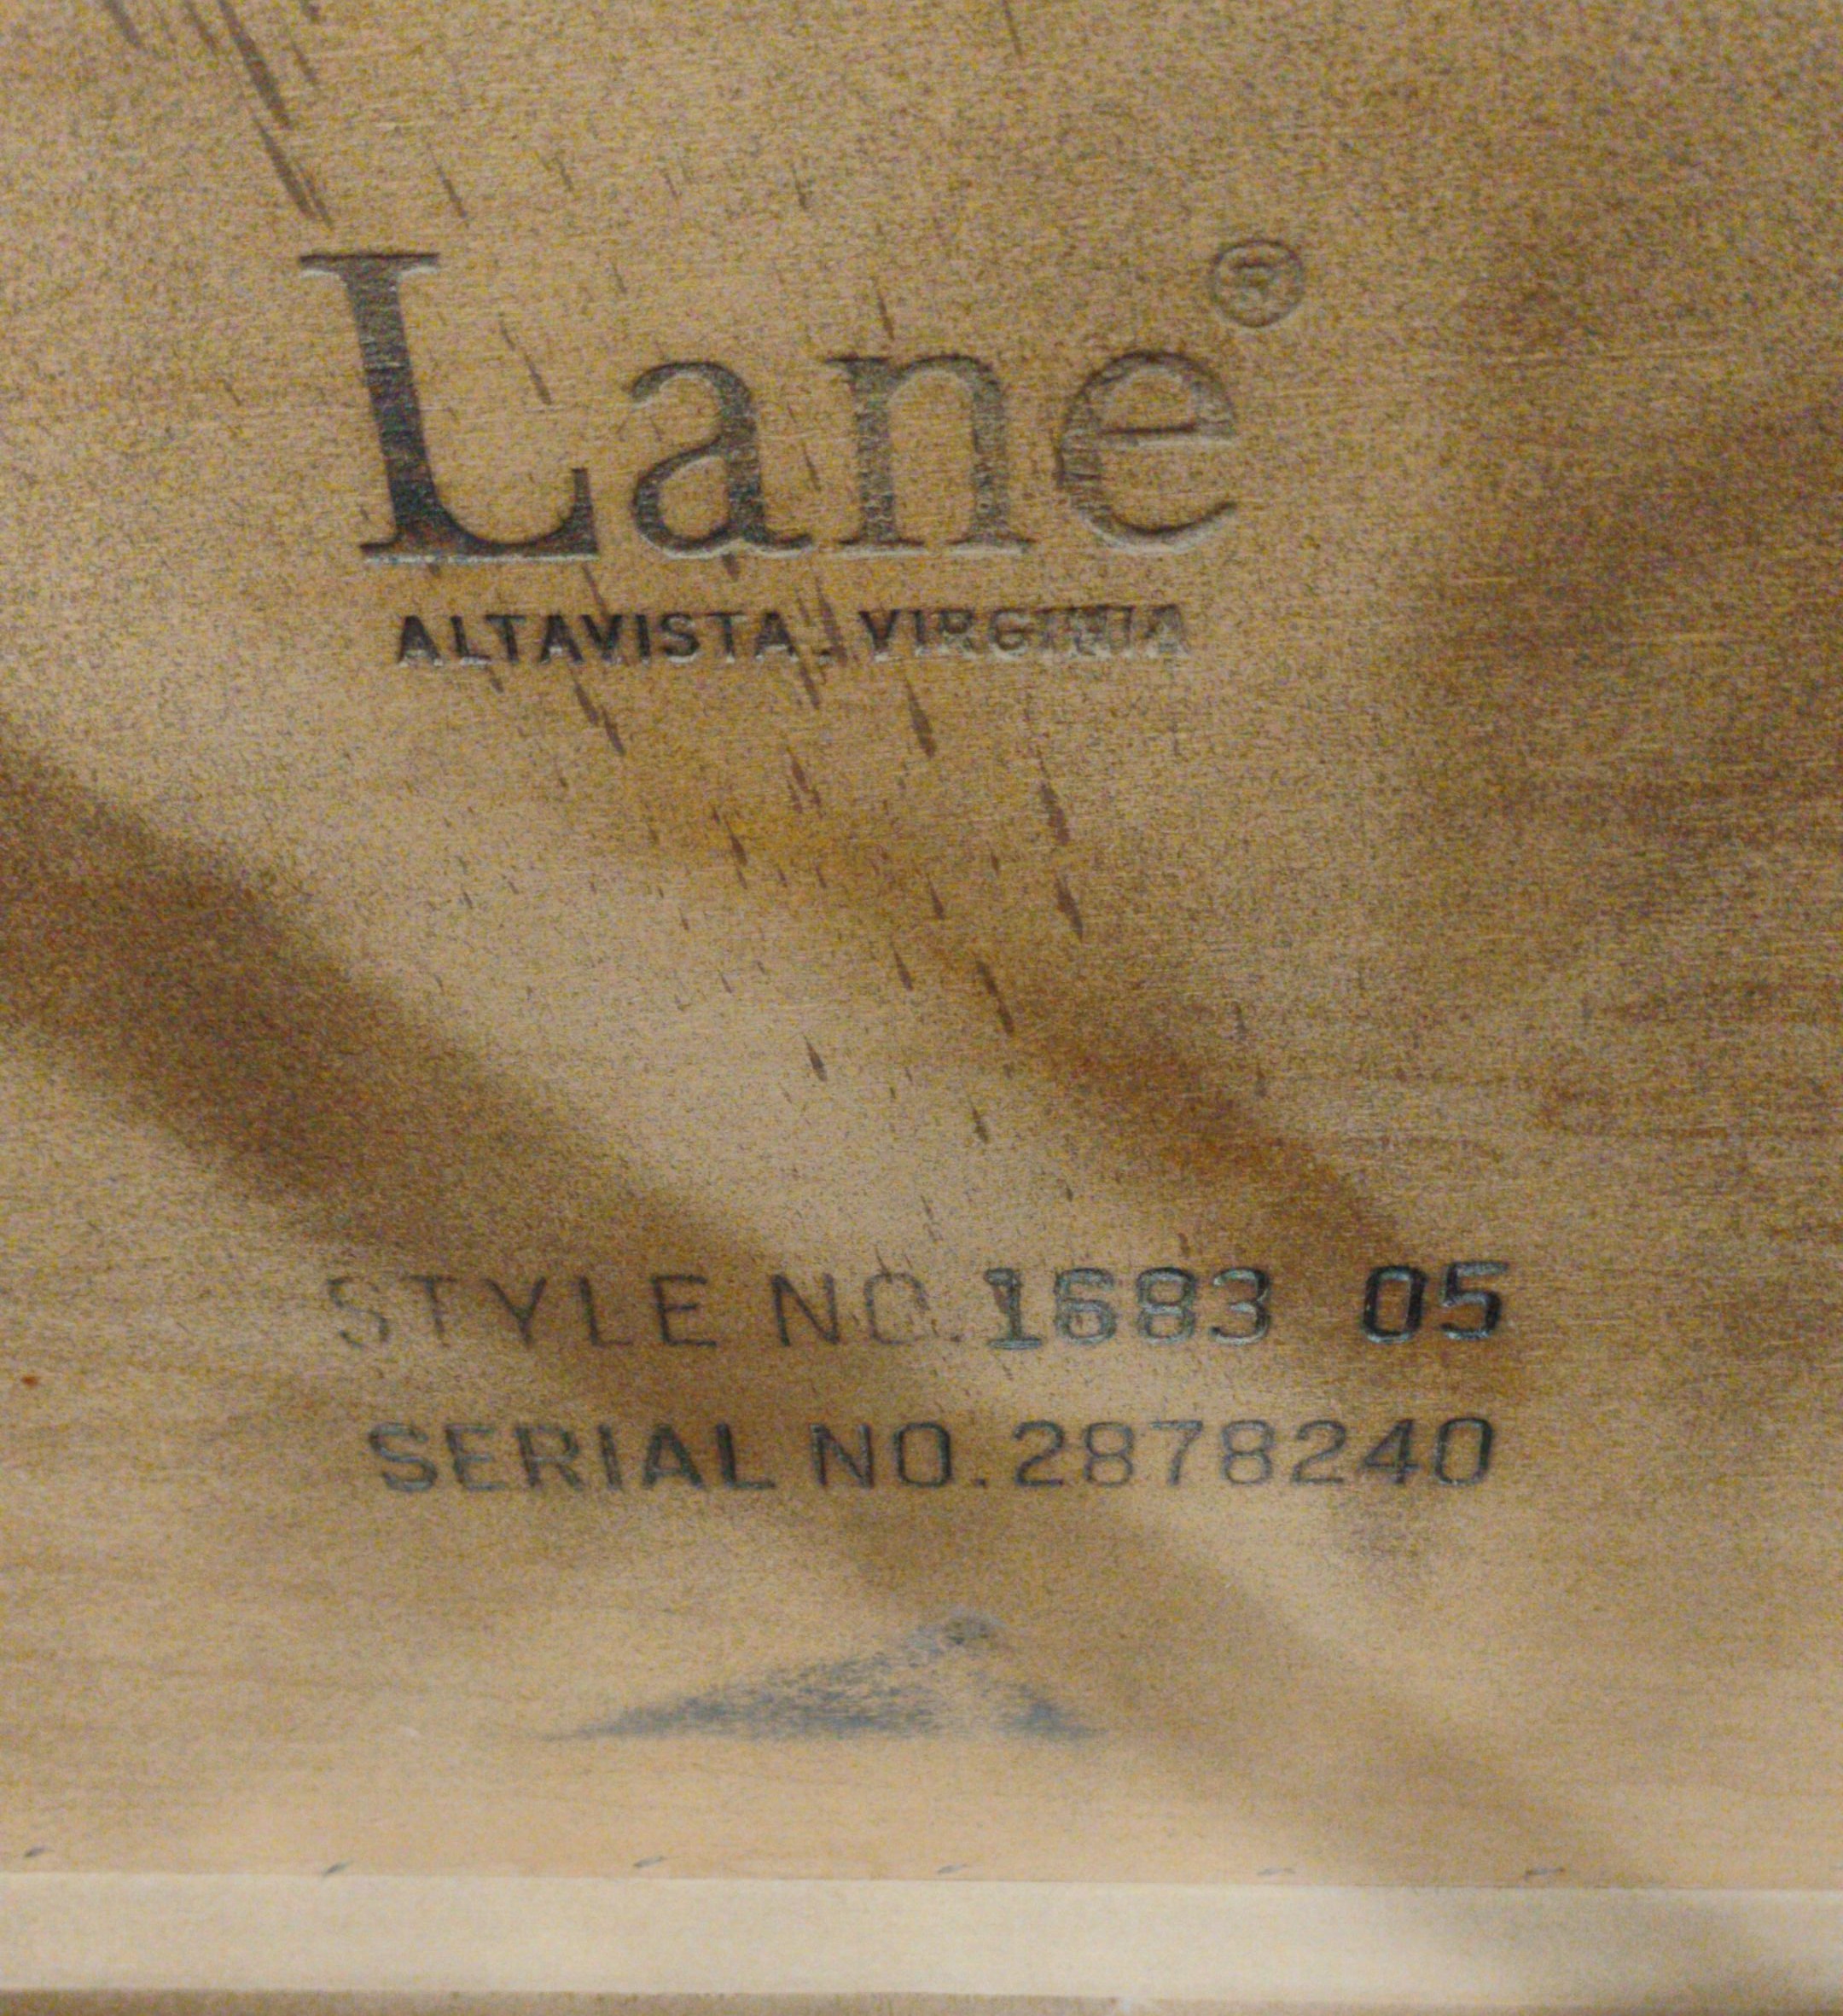 Lane®
ALTAVISTA, VIRGINIA
STYLE NO. 1683 05
SERIAL NO. 2878240